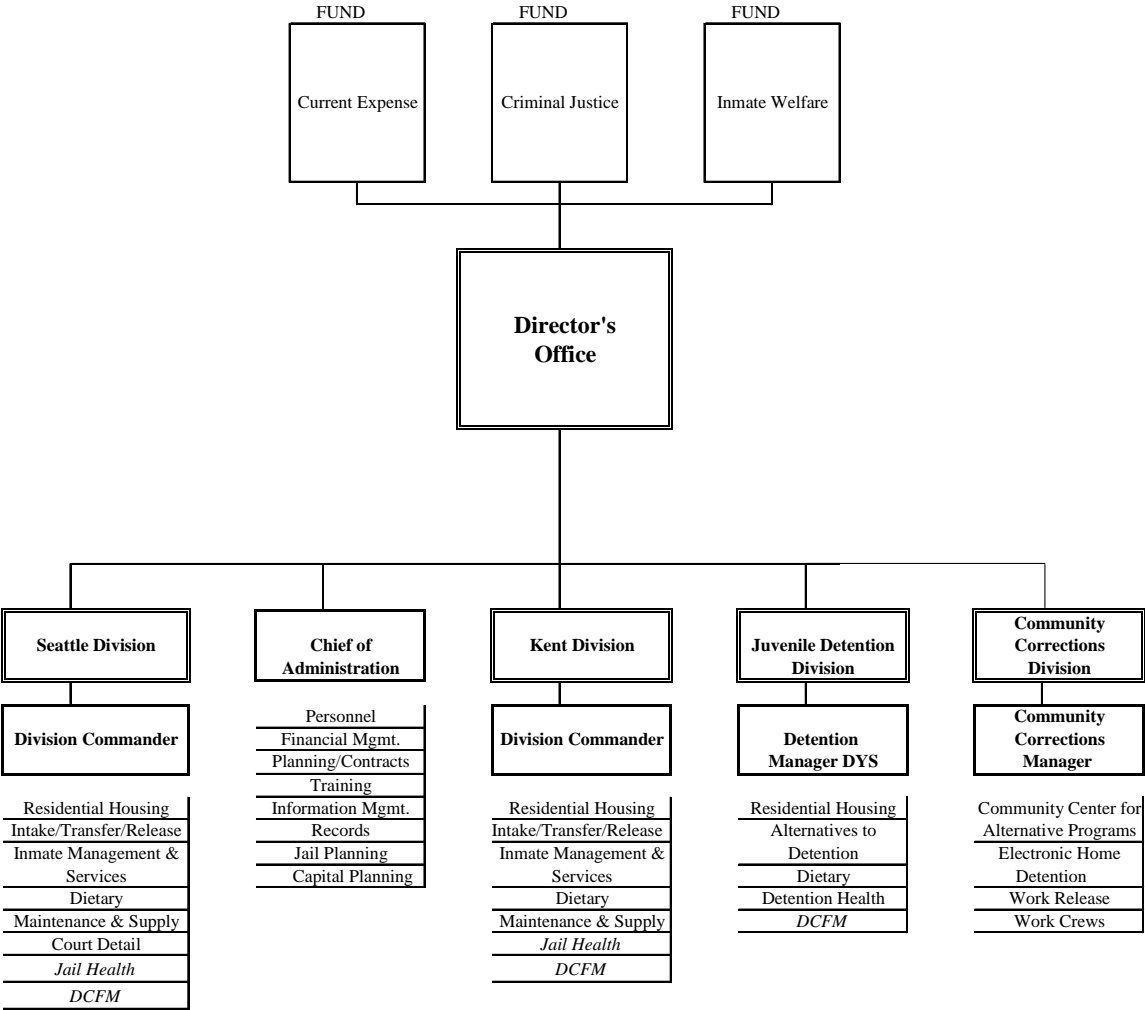 FUND
FUND
FUND
Current Expense
Criminal Justice
Inmate Welfare
Director's
Office
Seattle Division
Chief of
Administration
Kent Division
Juvenile Detention
Division
Community
Corrections
Division
Division Commander
Personnel
Financial Mgmt.
Planning/Contracts
Training
Information Mgmt.
Records
Jail Planning
Capital Planning
Division Commander
Detention
Manager DYS
Community
Corrections
Manager
Residential Housing
Intake/Transfer/Release
Inmate Management &
Services
Dietary
Maintenance & Supply
Court Detail
Jail Health
DCFM
Residential Housing
Intake/Transfer/Release
Inmate Management &
Services
Dietary
Maintenance & Supply
Jail Health
DCFM
Residential Housing
Alternatives to
Detention
Dietary
Detention Health
DCFM
Community Center for
Alternative Programs
Electronic Home
Detention
Work Release
Work Crews